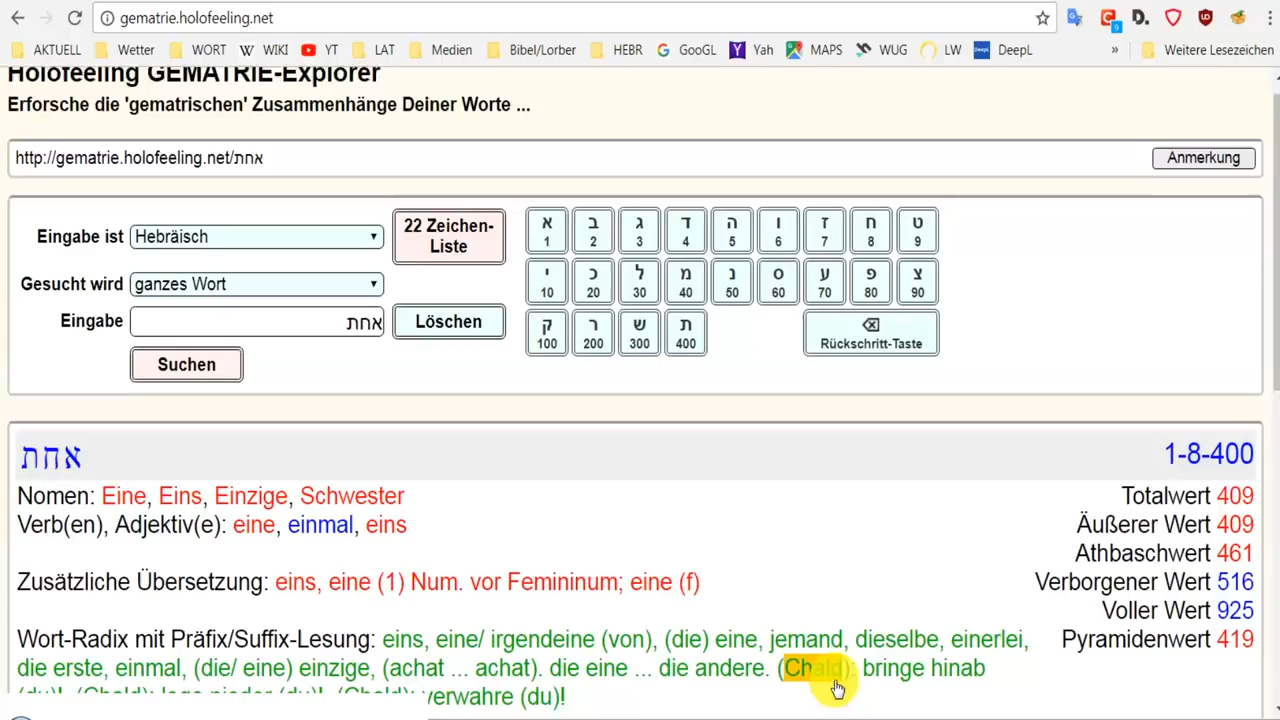 gematrie.holofeeling.net
AKTUELL Wetter WORT WIKI YT LAT Medien Bibel/Lorber HEBR GooGL Yah MAPS WUG LW DeepL » Weitere Lesezeichen
Holofeeling GEMATRIE-Explorer
Erforsche die 'gematrischen' Zusammenhänge Deiner Worte ...
http://gematrie.holofeeling.net/אחת Anmerkung
Eingabe ist Hebräisch
22 Zeichen-
Liste
Gesucht wird ganzes Wort
Eingabe אחת Löschen
Suchen
א ב ג ד ה ו ז ח ט
1 2 3 4 5 6 7 8 9
י כ ל מ נ ס ע פ צ
10 20 30 40 50 60 70 80 90
ק ר ש ת
100 200 300 400 Rückschritt-Taste
אחת 1-8-400
Nomen: Eine, Eins, Einzige, Schwester Totalwert 409
Verb(en), Adjektiv(e): eine, einmal, eins Äußerer Wert 409
Athbaschwert 461
Zusätzliche Übersetzung: eins, eine (1) Num. vor Femininum; eine (f) Verborgener Wert 516
Voller Wert 925
Wort-Radix mit Präfix/Suffix-Lesung: eins, eine/ irgendeine (von), (die) eine, jemand, dieselbe, einerlei, Pyramidenwert 419
die erste, einmal, (die/ eine) einzige, (achat ... achat). die eine ... die andere. (Chald). bringe hinab
(du)!. (Chald): lege nieder (du)!. (Chald): verwahre (du)!